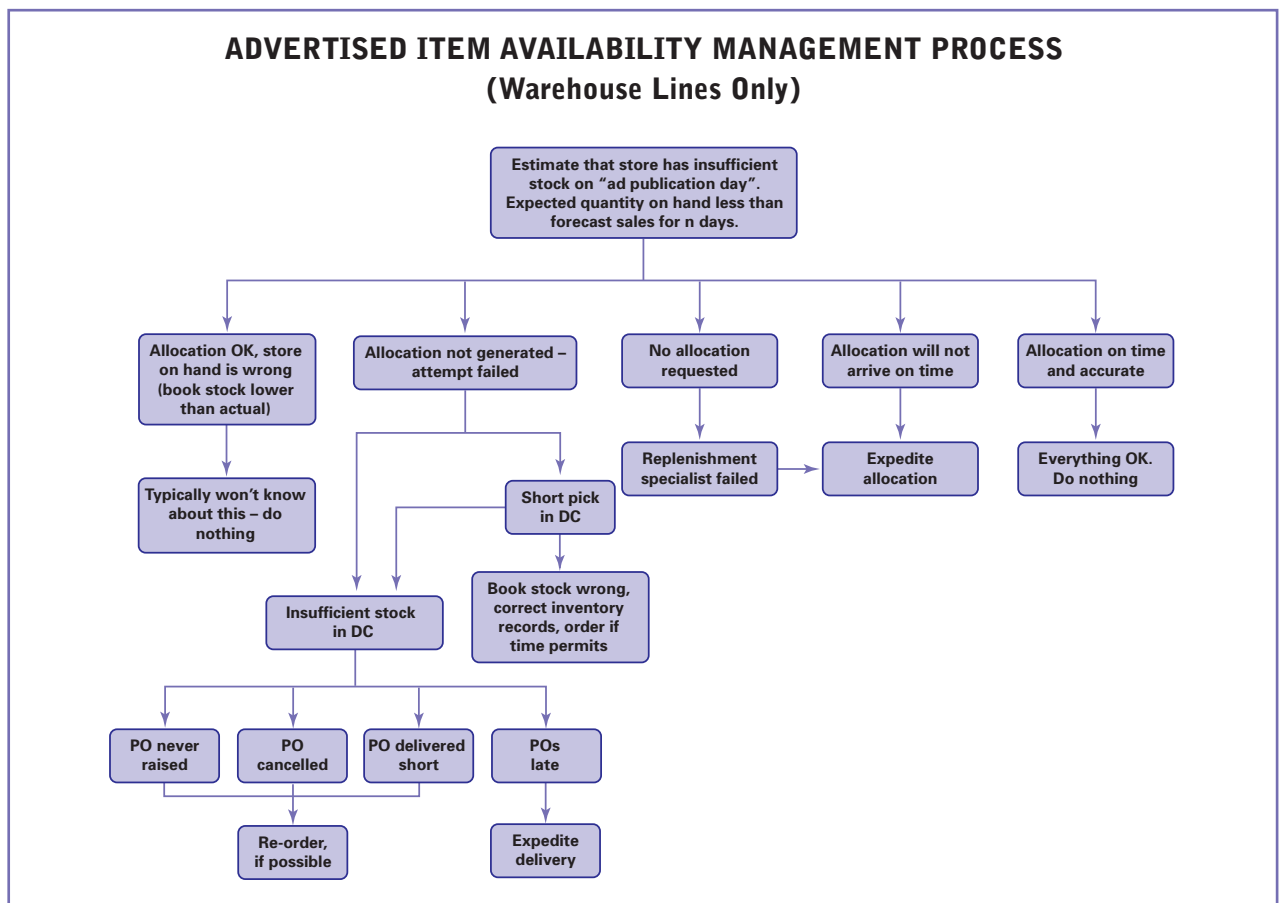 ADVERTISED ITEM AVAILABILITY MANAGEMENT PROCESS
(Warehouse Lines Only)
Estimate that store has insufficient
stock on “ad publication day”.
Expected quantity on hand less than
forecast sales for n days.
Allocation OK, store
on hand is wrong
(book stock lower
than actual)
Allocation not generated –
attempt failed
No allocation
requested
Allocation will not
arrive on time
Allocation on time
and accurate
Typically won’t know
about this – do
nothing
Replenishment
specialist failed
Expedite
allocation
Everything OK.
Do nothing
Short pick
in DC
Insufficient stock
in DC
Book stock wrong,
correct inventory
records, order if
time permits
PO never
raised
PO
cancelled
PO delivered
short
POs
late
Re-order,
if possible
Expedite
delivery